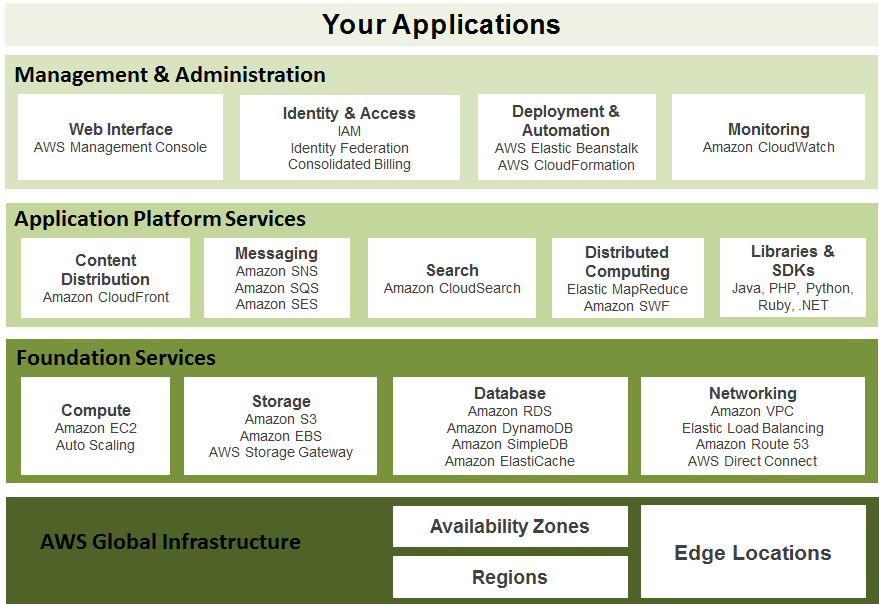 Your Applications
Management & Administration
Web Interface
AWS Management Console
Identity & Access
IAM
Identity Federation
Consolidated Billing
Deployment &
Automation
AWS Elastic Beanstalk
AWS CloudFormation
Monitoring
Amazon CloudWatch
Application Platform Services
Content
Distribution
Amazon CloudFront
Messaging
Amazon SNS
Amazon SQS
Amazon SES
Search
Amazon CloudSearch
Distributed
Computing
Elastic MapReduce
Amazon SWF
Libraries &
SDKs
Java, PHP, Python,
Ruby, .NET
Foundation Services
Compute
Amazon EC2
Auto Scaling
Storage
Amazon S3
Amazon EBS
AWS Storage Gateway
Database
Amazon RDS
Amazon DynamoDB
Amazon SimpleDB
Amazon ElastiCache
Networking
Amazon VPC
Elastic Load Balancing
Amazon Route 53
AWS Direct Connect
AWS Global Infrastructure
Availability Zones
Regions
Edge Locations